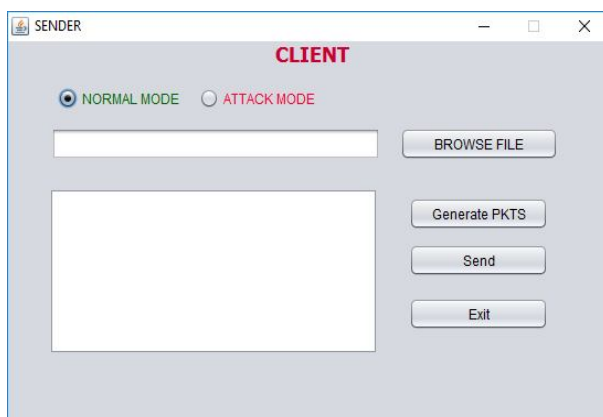 SENDER
CLIENT
NORMAL MODE ATTACK MODE
BROWSE FILE
Generate PKTS
Send
Exit